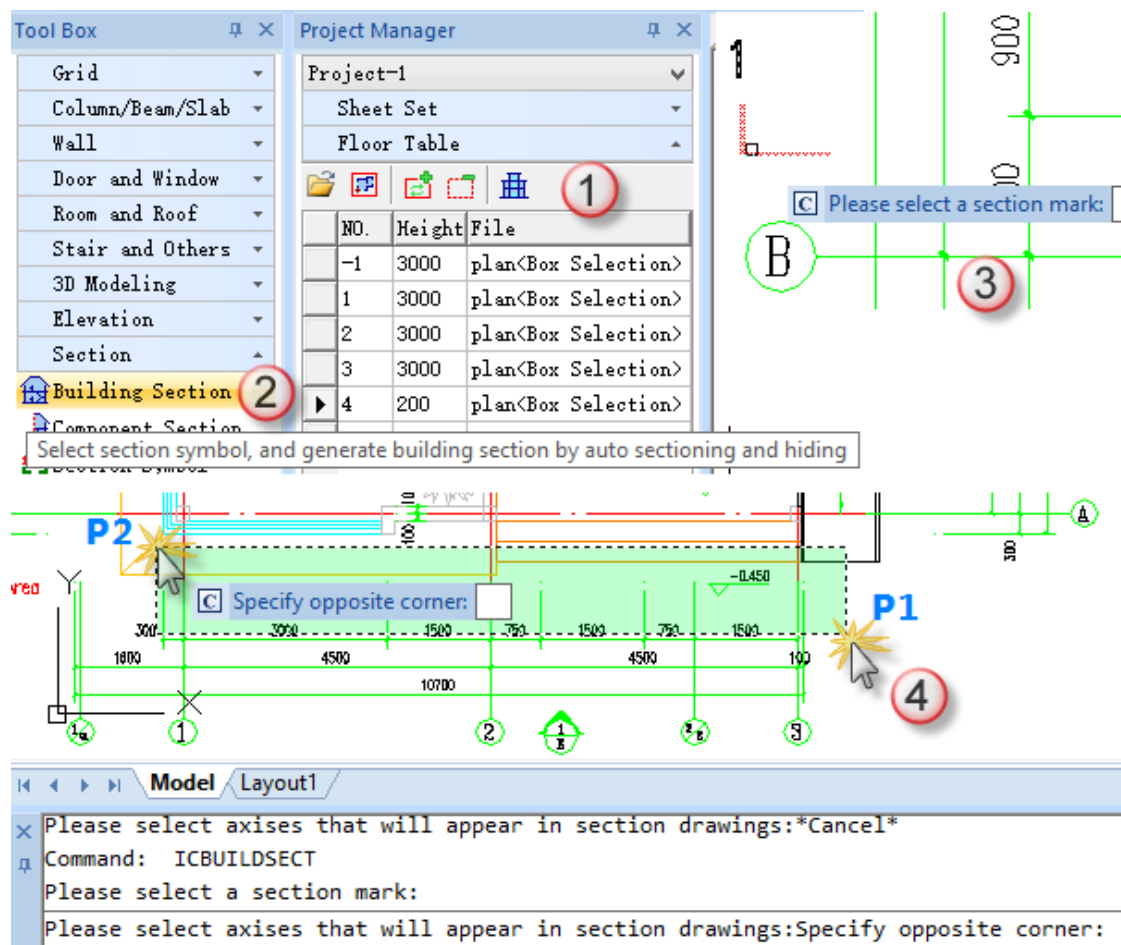 Tool Box
Grid
Column/Beam/Slab
Wall
Door and Window
Room and Roof
Stair and Others
3D Modeling
Elevation
Section
Building Section
Component Section
Section Symbol
2
Select section symbol, and generate building section by auto sectioning and hiding
Project Manager
Project-1
Sheet Set
Floor Table
1
NO. Height File
-1 3000 plan<Box Selection>
1 3000 plan<Box Selection>
2 3000 plan<Box Selection>
3 3000 plan<Box Selection>
4 200 plan<Box Selection>
1
900
C Please select a section mark:
B
3
P2
A
Y
C Specify opposite corner:
-0.450
P1
300 3000 1500 750 1500 750 1500
1800 4500 4500 100
10700
X
4
1 2 1 3
Model Layout1
Please select axises that will appear in section drawings:*Cancel*
Command: ICBUILDSECT
Please select a section mark:
Please select axises that will appear in section drawings:Specify opposite corner: